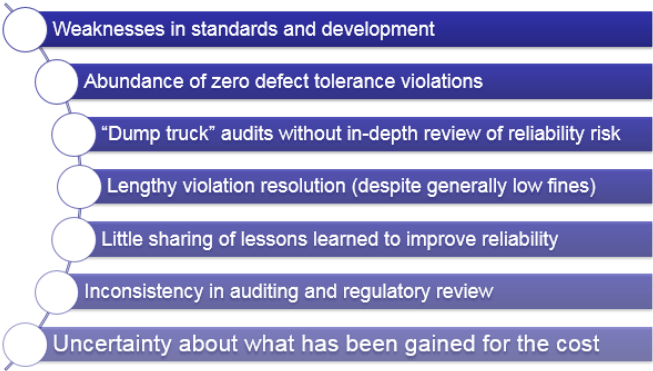 Weaknesses in standards and development
Abundance of zero defect tolerance violations
“Dump truck” audits without in-depth review of reliability risk
Lengthy violation resolution (despite generally low fines)
Little sharing of lessons learned to improve reliability
Inconsistency in auditing and regulatory review
Uncertainty about what has been gained for the cost